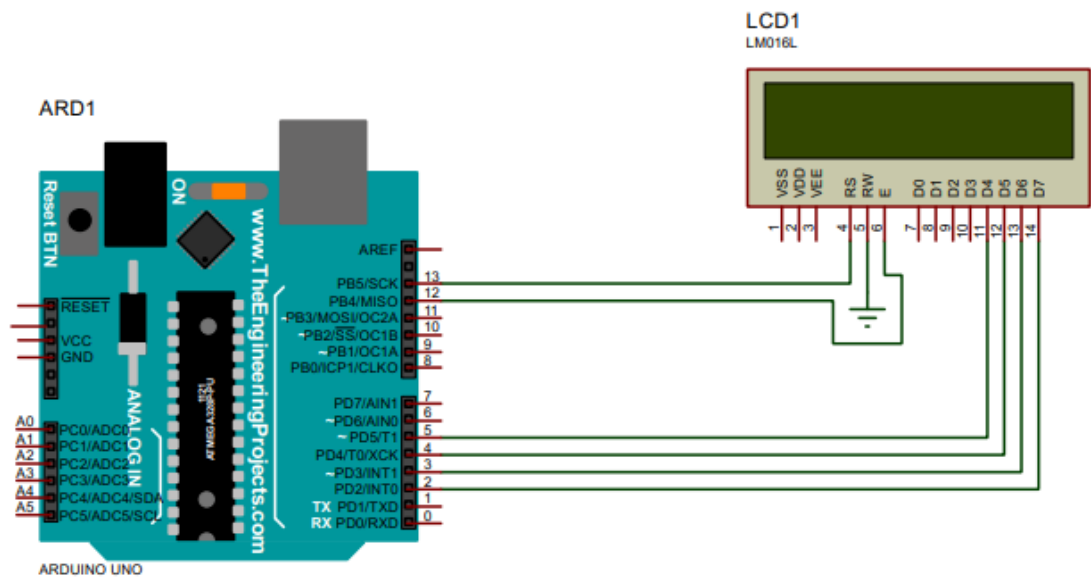 LCD1
LM016L
VSS
VDD
VEE
RS
RW
E
D0
D1
D2
D3
D4
D5
D6
D7
1
2
3
4
5
6
7
8
9
10
11
12
13
14
ARD1
Reset BTN
ON
www.TheEngineeringProjects.com
ANALOG IN
1121
ATMEGA328P-PU
RESET
VCC
GND
A0 PC0/ADC0
A1 PC1/ADC1
A2 PC2/ADC2
A3 PC3/ADC3
A4 PC4/ADC4/SDA
A5 PC5/ADC5/SCL
AREF
PB5/SCK 13
PB4/MISO 12
~PB3/MOSI/OC2A 11
~PB2/SS/OC1B 10
~PB1/OC1A 9
PB0/ICP1/CLKO 8
PD7/AIN1 7
~PD6/AIN0 6
~PD5/T1 5
PD4/T0/XCK 4
~PD3/INT1 3
PD2/INT0 2
TX PD1/TXD 1
RX PD0/RXD 0
ARDUINO UNO